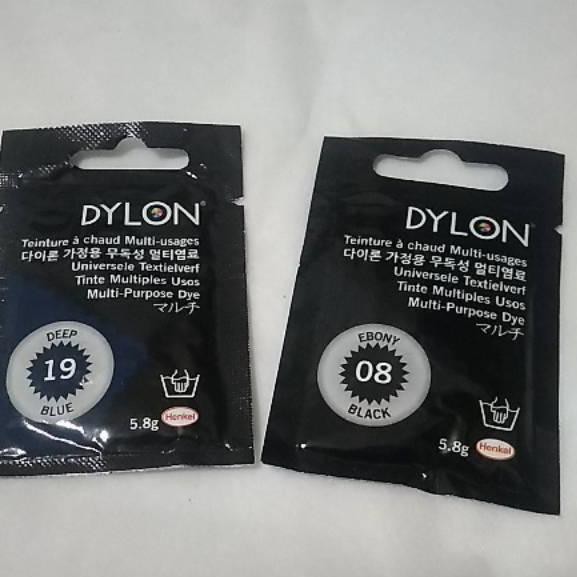 DYLON®
Teinture à chaud Multi-usages
다이론 가정용 무독성 멀티염료
Universele Textielverf
Tinte Multiples Usos
Multi-Purpose Dye
マルチ
DEEP
19
BLUE
5.8g
Henkel
DYLON®
Teinture à chaud Multi-usages
다이론 가정용 무독성 멀티염료
Universele Textielverf
Tinte Multiples Usos
Multi-Purpose Dye
マルチ
EBONY
08
BLACK
5.8g
Henkel